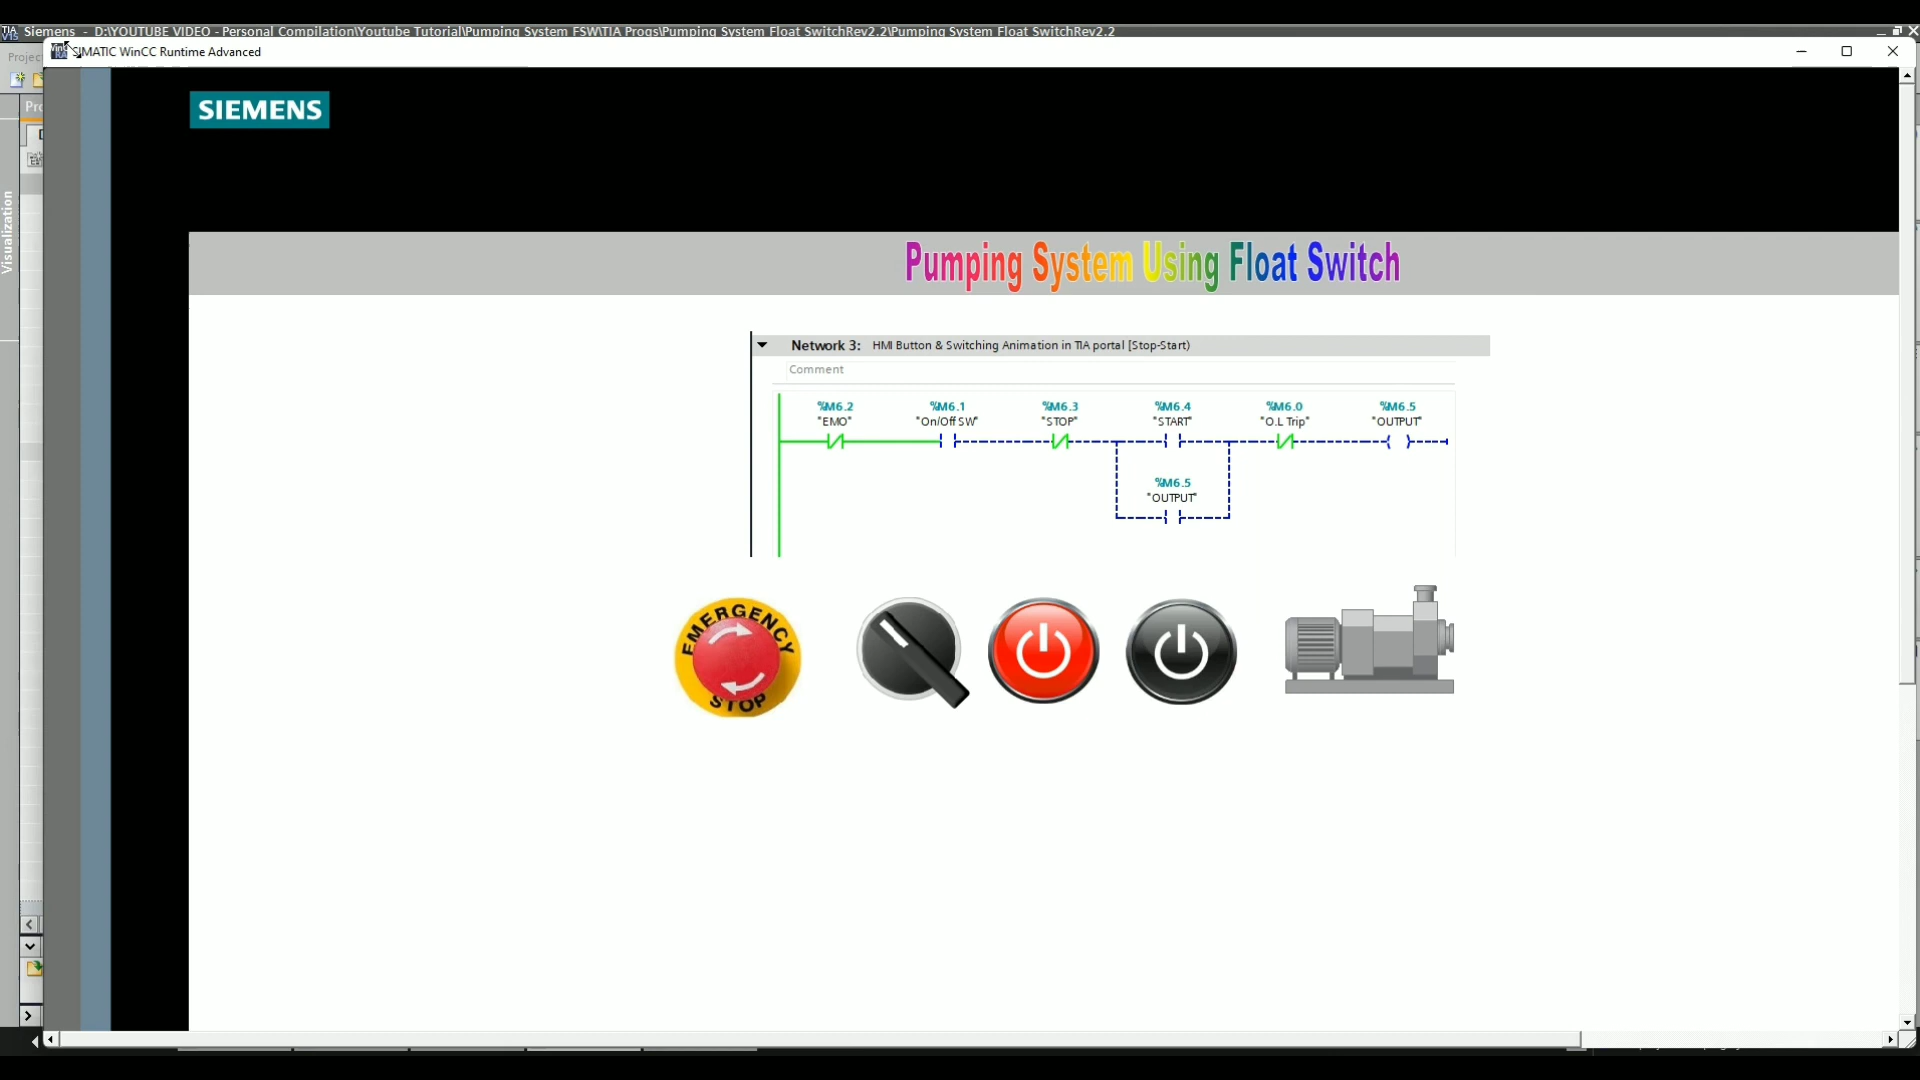 Siemens - D:\YOUTUBE VIDEO - Personal Compilation\Youtube Tutorial\Pumping System FSW\TIA Progs\Pumping System Float SwitchRev2.2\Pumping System Float SwitchRev2.2
SIMATIC WinCC Runtime Advanced
Projec
Pro
Visualization
SIEMENS
Pumping System Using Float Switch
Network 3: HMI Button & Switching Animation in TIA portal [Stop-Start)
Comment
%M6.2 %M6.1 %M6.3 %M6.4 %M6.0 %M6.5
"EMO" "On/Off SW" "STOP" "START" "O.L Trip" "OUTPUT"
%M6.5
"OUTPUT"
EMERGENCY
STOP